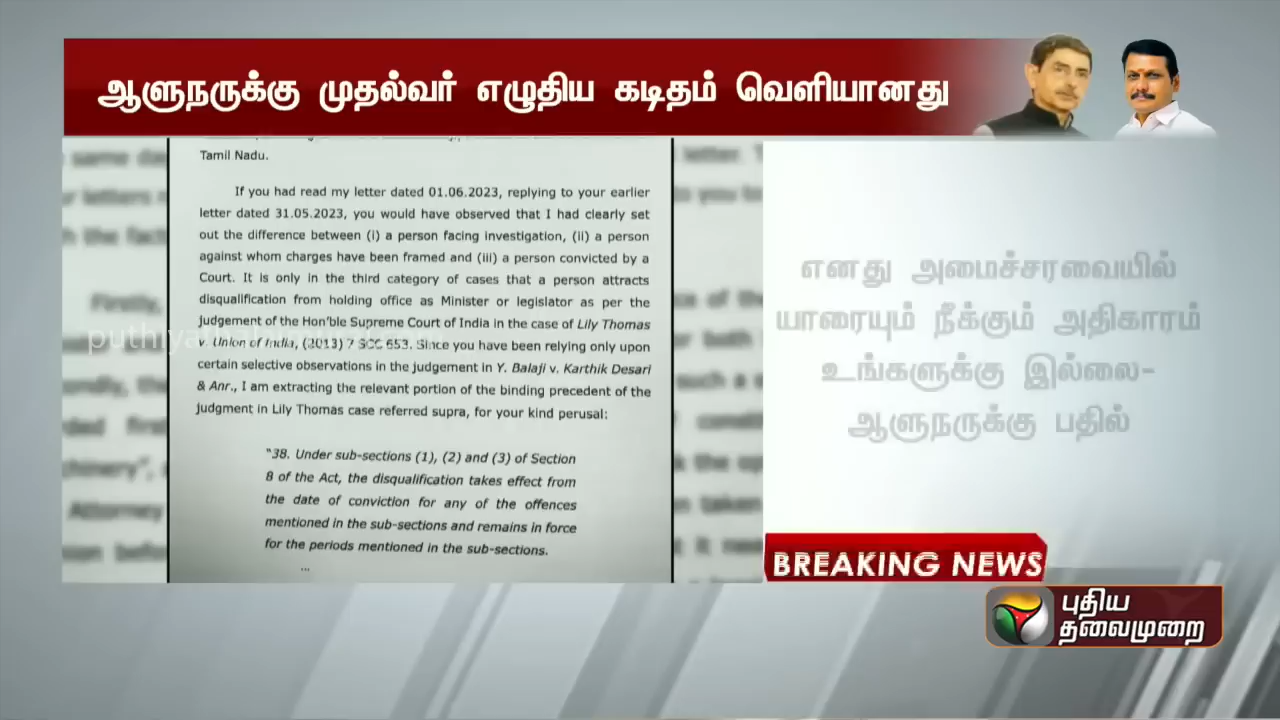 ஆளுநருக்கு முதல்வர் எழுதிய கடிதம் வெளியானது
Tamil Nadu.
If you had read my letter dated 01.06.2023, replying to your earlier
letter dated 31.05.2023, you would have observed that I had clearly set
out the difference between (i) a person facing investigation, (ii) a person
against whom charges have been framed and (iii) a person convicted by a
Court. It is only in the third category of cases that a person attracts
disqualification from holding office as Minister or legislator as per the
judgement of the Hon'ble Supreme Court of India in the case of Lily Thomas
v. Union of India, (2013) 7 SCC 653. Since you have been relying only upon
certain selective observations in the judgement in Y. Balaji v. Karthik Desari
& Anr., I am extracting the relevant portion of the binding precedent of the
judgment in Lily Thomas case referred supra, for your kind perusal:
"38. Under sub-sections (1), (2) and (3) of Section
8 of the Act, the disqualification takes effect from
the date of conviction for any of the offences
mentioned in the sub-sections and remains in force
for the periods mentioned in the sub-sections.
...
எனது அமைச்சரவையில்
யாரையும் நீக்கும் அதிகாரம்
உங்களுக்கு இல்லை-
ஆளுநருக்கு பதில்
BREAKING NEWS
புதிய
தலைமுறை